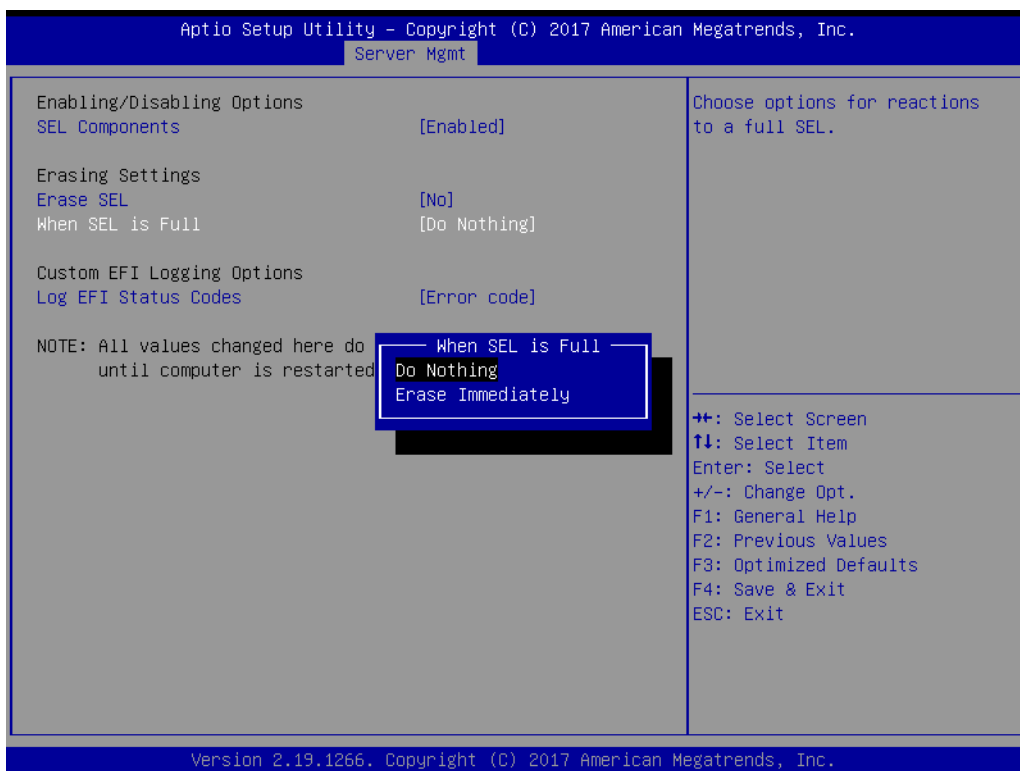 Aptio Setup Utility – Copyright (C) 2017 American Megatrends, Inc.
Server Mgmt
Enabling/Disabling Options
SEL Components [Enabled]
Erasing Settings
Erase SEL [No]
When SEL is Full [Do Nothing]
Custom EFI Logging Options
Log EFI Status Codes [Error code]
NOTE: All values changed here do
until computer is restarted
When SEL is Full
Do Nothing
Erase Immediately
Choose options for reactions
to a full SEL.
→←: Select Screen
↑↓: Select Item
Enter: Select
+/-: Change Opt.
F1: General Help
F2: Previous Values
F3: Optimized Defaults
F4: Save & Exit
ESC: Exit
Version 2.19.1266. Copyright (C) 2017 American Megatrends, Inc.